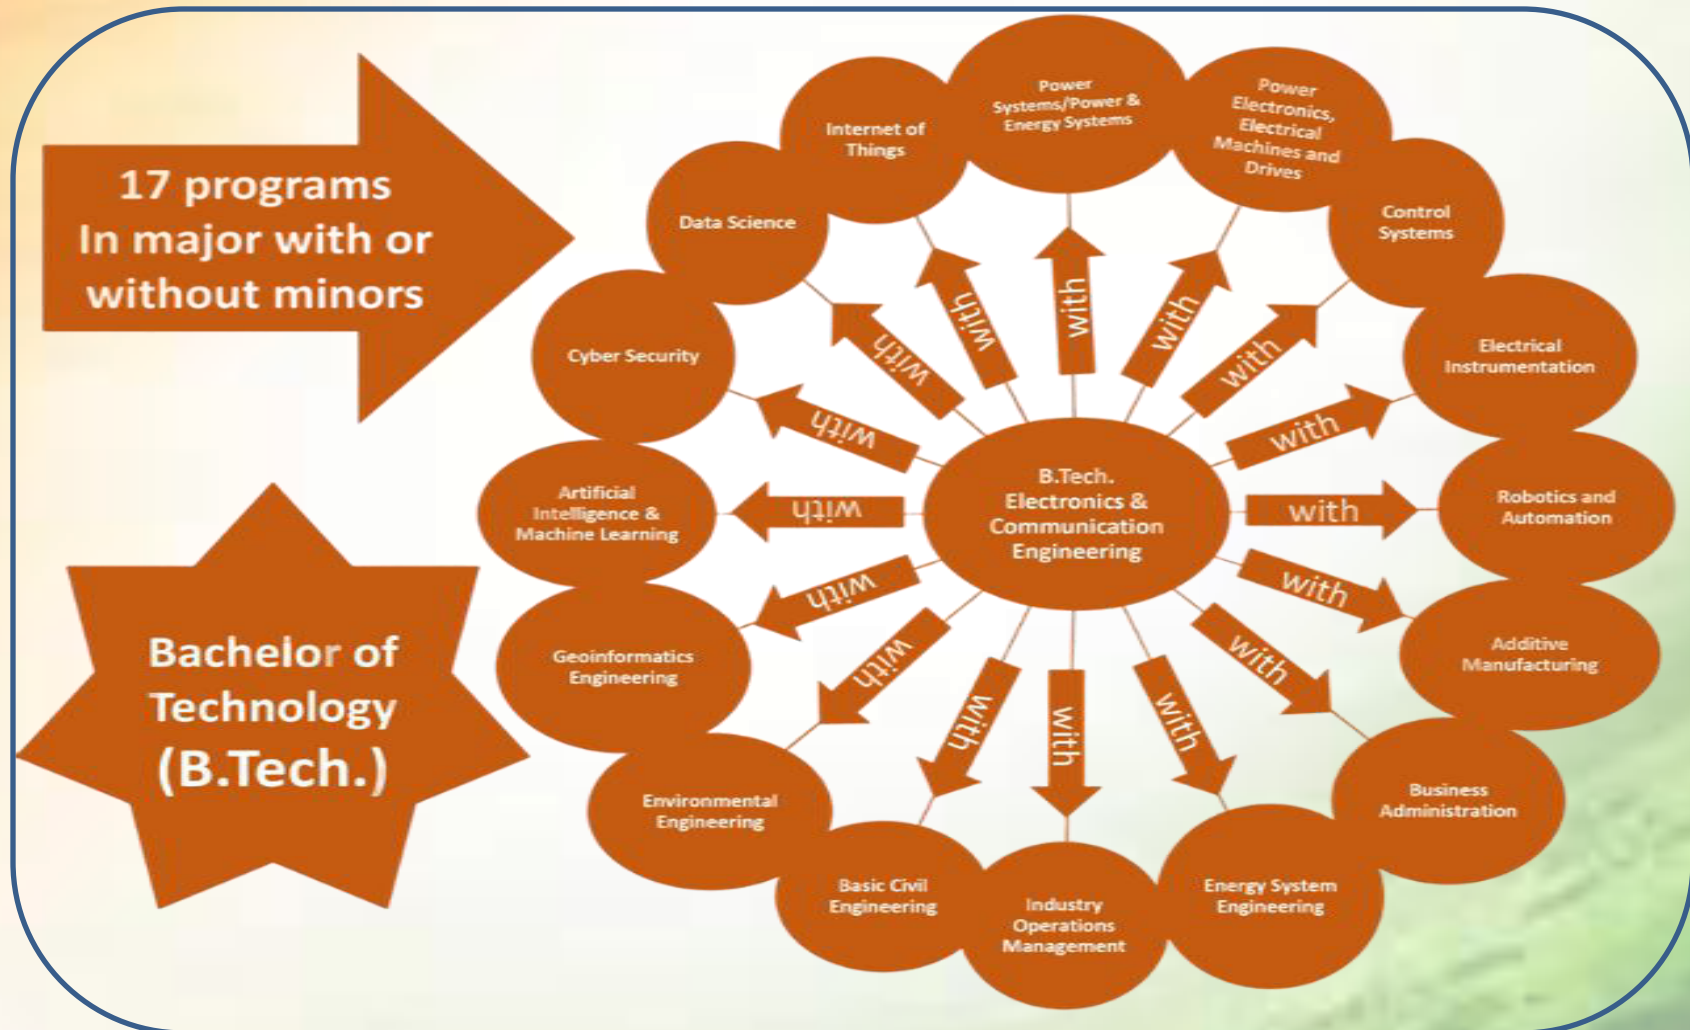 17 programs
In major with or
without minors
Bachelor of
Technology
(B.Tech.)
B.Tech.
Electronics &
Communication
Engineering
with
Power
Systems/Power &
Energy Systems
with
Power
Electronics,
Electrical
Machines and
Drives
with
Control
Systems
with
Electrical
Instrumentation
with
Robotics and
Automation
with
Additive
Manufacturing
with
Business
Administration
with
Energy System
Engineering
with
Industry
Operations
Management
with
Basic Civil
Engineering
with
Environmental
Engineering
with
Geoinformatics
Engineering
with
Artificial
Intelligence &
Machine Learning
with
Cyber Security
with
Data Science
with
Internet of
Things